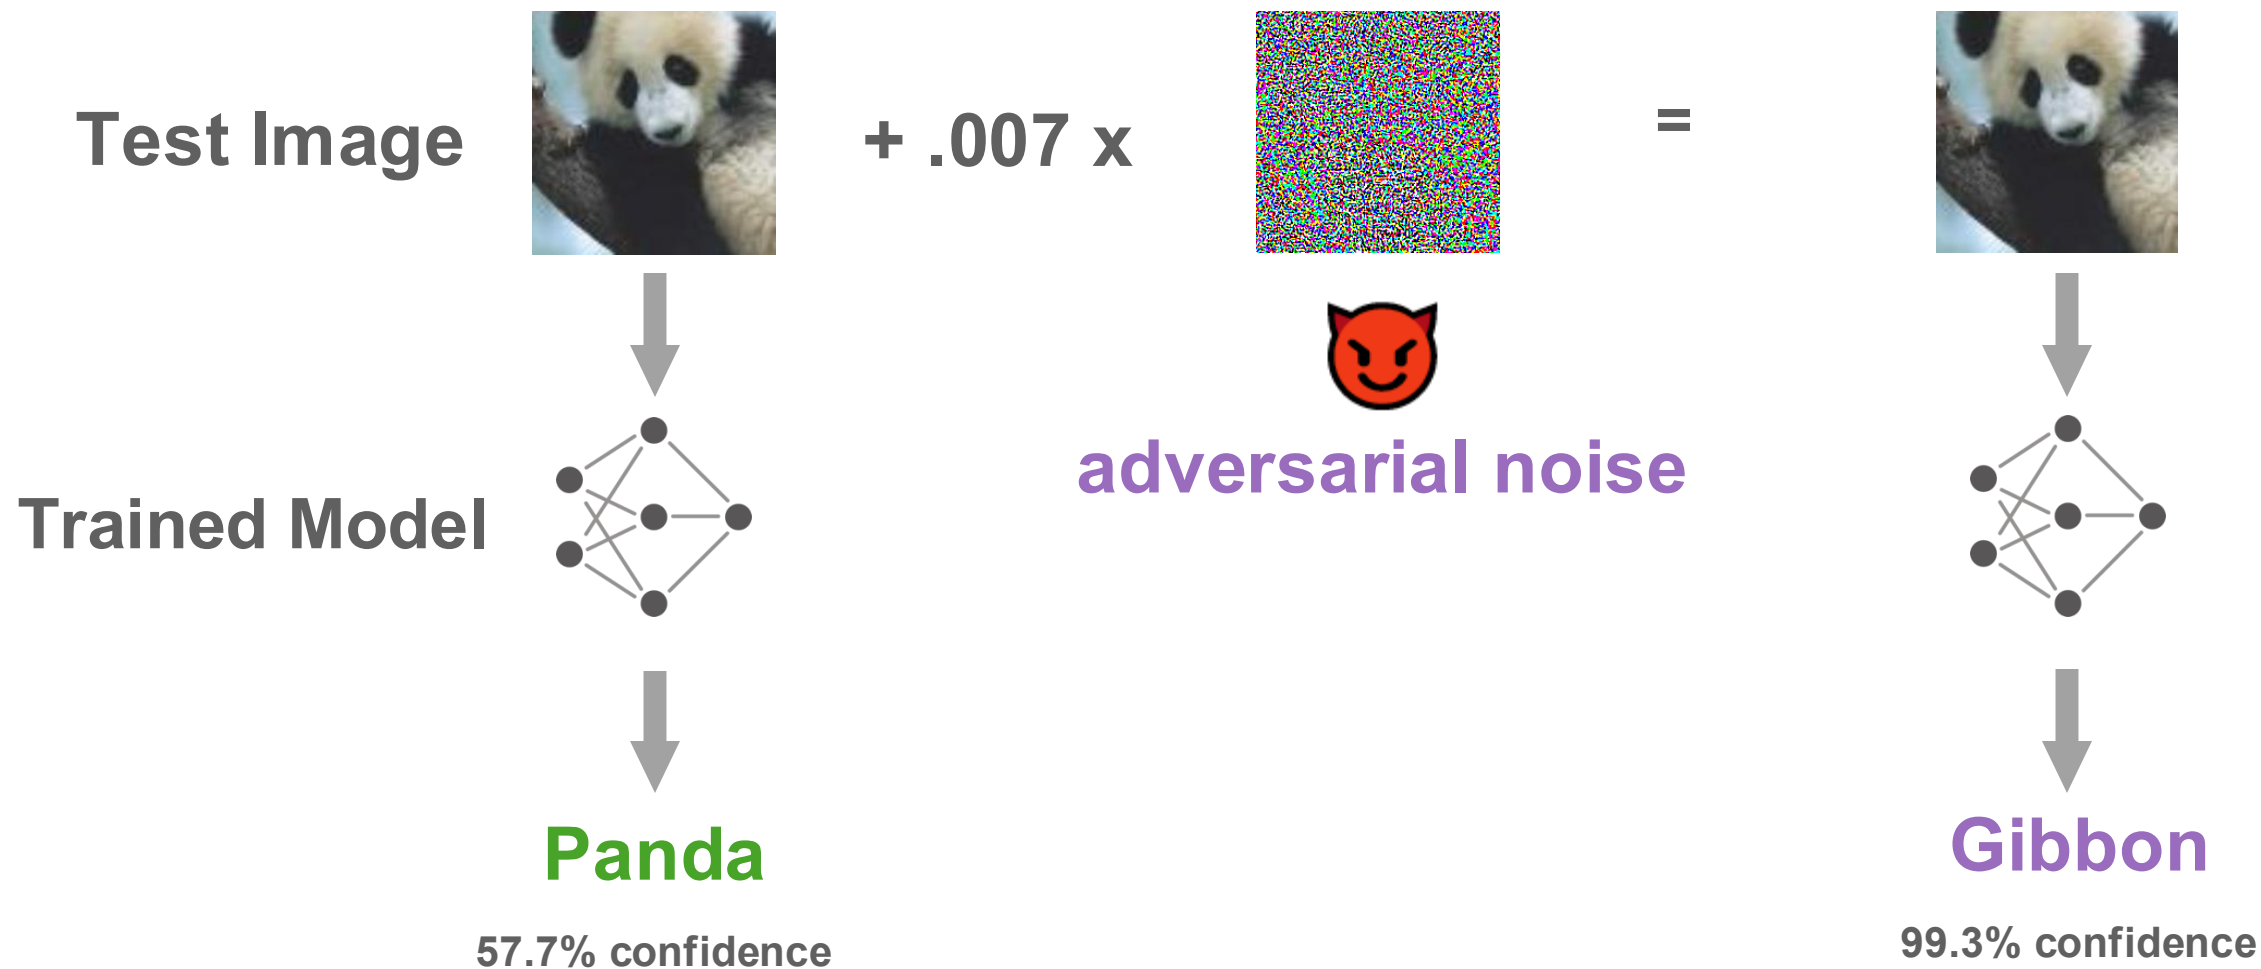 Test Image
+ .007 x
=
adversarial noise
Trained Model
Panda
Gibbon
57.7% confidence
99.3% confidence